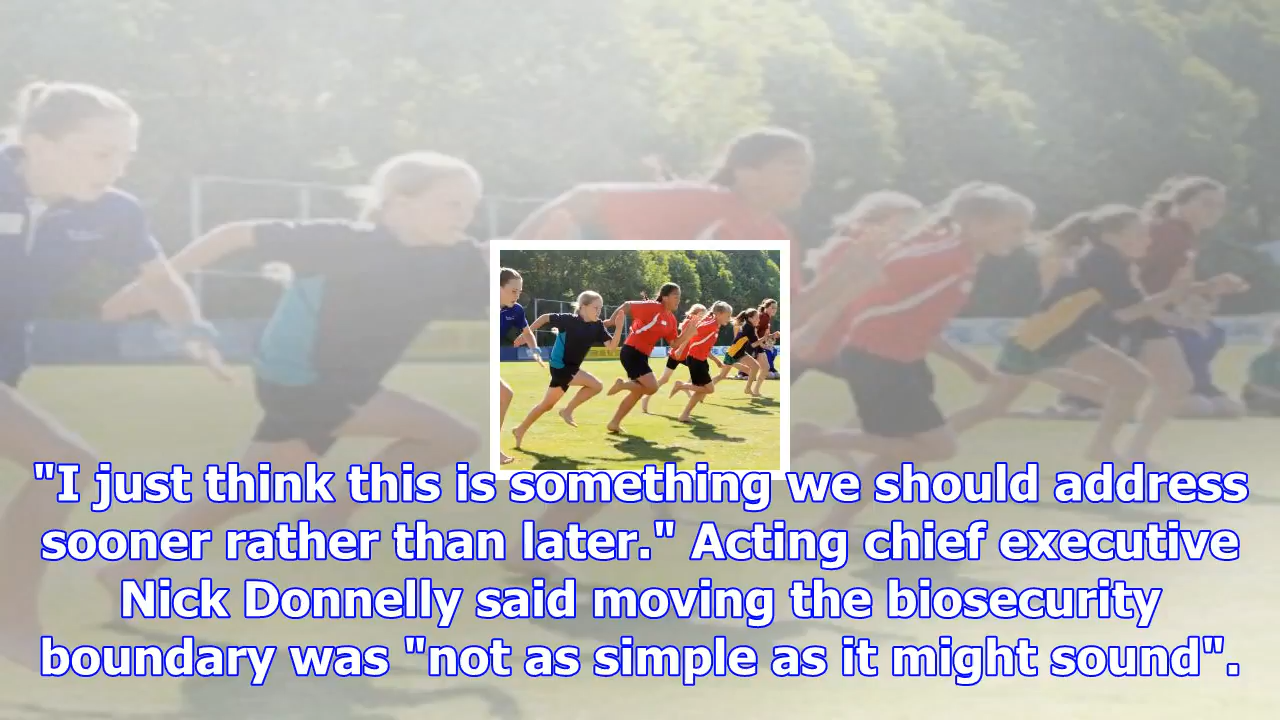 "I just think this is something we should address
sooner rather than later." Acting chief executive
Nick Donnelly said moving the biosecurity
boundary was "not as simple as it might sound".